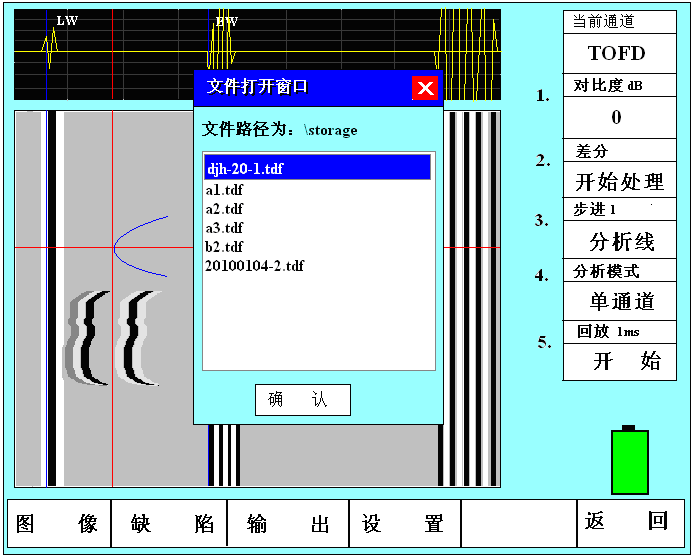 LW
BW
当前通道
TOFD
1.
对比度 dB
0
2.
差分
开始处理
3.
步进 1
分析线
4.
分析模式
单通道
5.
回放 1ms
开 始
文件打开窗口
文件路径为：\storage
djh-20-1.tdf
a1.tdf
a2.tdf
a3.tdf
b2.tdf
20100104-2.tdf
确 认
图 像 缺 陷 输 出 设 置 返 回